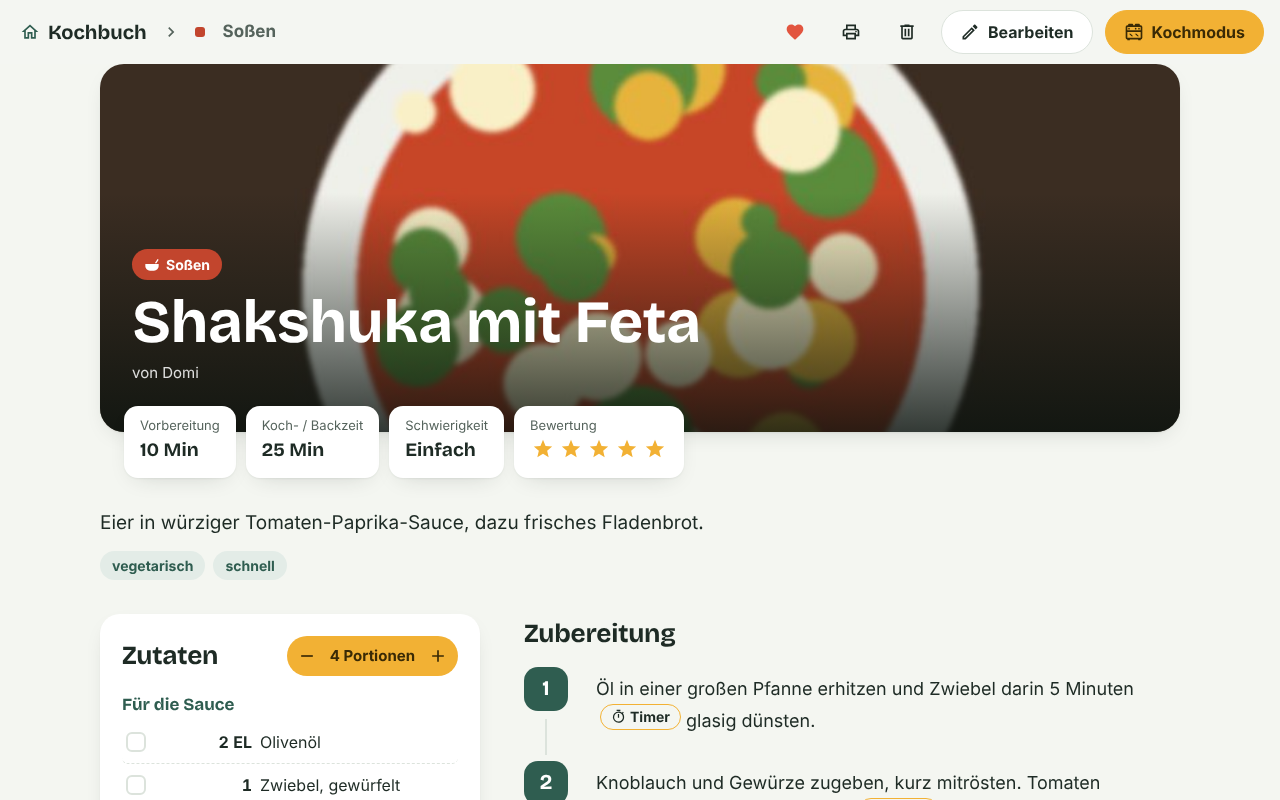 Kochbuch
Soßen
Bearbeiten
Kochmodus
Soßen
Shakshuka mit Feta
von Domi
Vorbereitung
10 Min
Koch- / Backzeit
25 Min
Schwierigkeit
Einfach
Bewertung
Eier in würziger Tomaten-Paprika-Sauce, dazu frisches Fladenbrot.
vegetarisch
schnell
Zutaten
4 Portionen
Für die Sauce
2 EL Olivenöl
1 Zwiebel, gewürfelt
Zubereitung
1
Öl in einer großen Pfanne erhitzen und Zwiebel darin 5 Minuten
Timer glasig dünsten.
2
Knoblauch und Gewürze zugeben, kurz mitrösten. Tomaten